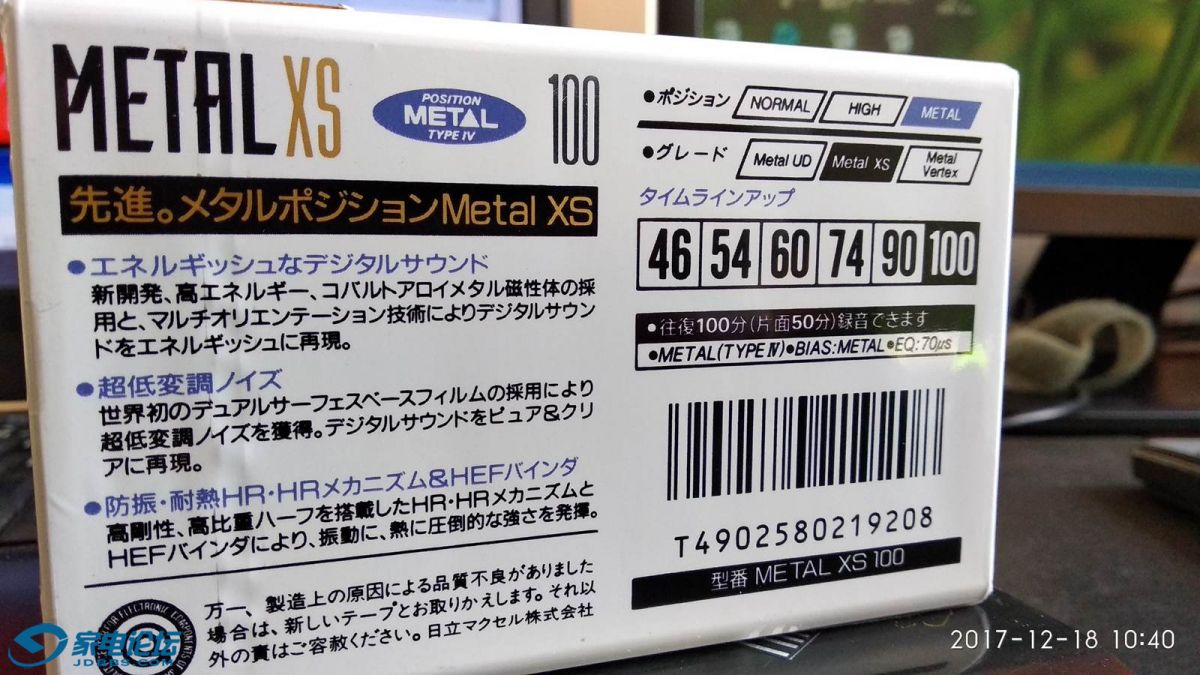 METAL XS
POSITION
METAL
TYPE IV
100
先進。メタルポジションMetal XS
●エネルギッシュなデジタルサウンド
新開発、高エネルギー、コバルトアロイメタル磁性体の採
用と、マルチオリエンテーション技術によりデジタルサウン
ドをエネルギッシュに再現。
●超低変調ノイズ
世界初のデュアルサーフェスベースフィルムの採用により
超低変調ノイズを獲得。デジタルサウンドをピュア&クリ
アに再現。
●防振・耐熱HR・HRメカニズム&HEFバインダ
高剛性、高比重ハーフを搭載したHR・HRメカニズムと
HEFバインダにより、振動に、熱に圧倒的な強さを発揮。
万一、製造上の原因による品質不良がありました
場合は、新しいテープとお取りかえします。それ以
外の責はご容赦ください。日立マクセル株式会社
●ポジション NORMAL HIGH METAL
●グレード Metal UD Metal XS Metal Vertex
タイムラインアップ
46 54 60 74 90 100
●往復100分(片面50分)録音できます
●METAL(TYPE IV)●BIAS:METAL●EQ:70μs
T4902580219208
型番 METAL XS 100
家电论坛
JDBBS.COM
2017-12-18 10:40